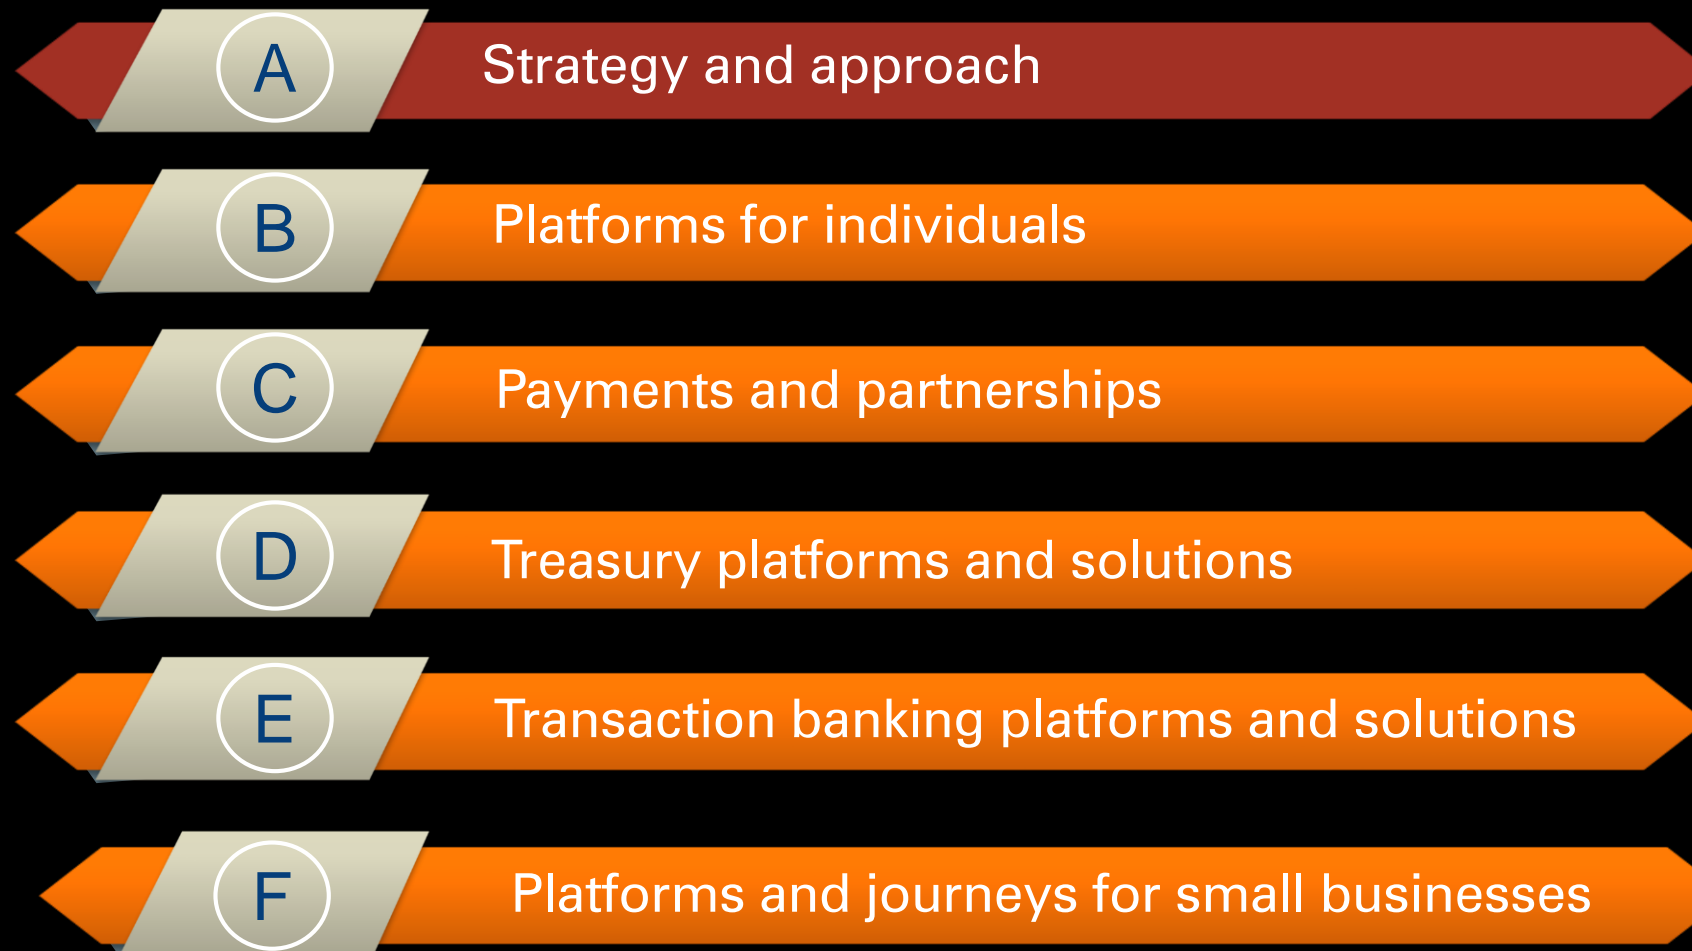 A Strategy and approach
B Platforms for individuals
C Payments and partnerships
D Treasury platforms and solutions
E Transaction banking platforms and solutions
F Platforms and journeys for small businesses